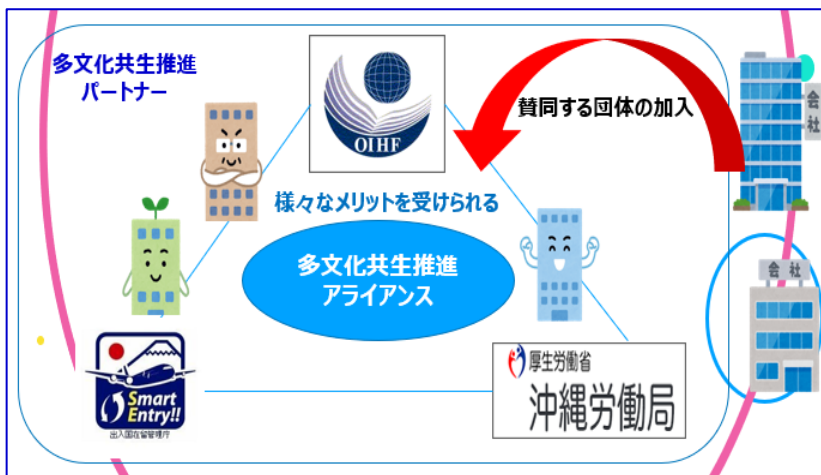 多文化共生推進
パートナー
OIHF
賛同する団体の加入
会社
様々なメリットを受けられる
多文化共生推進
アライアンス
会社
Smart
Entry!!
出入国在留管理庁
厚生労働省
沖縄労働局